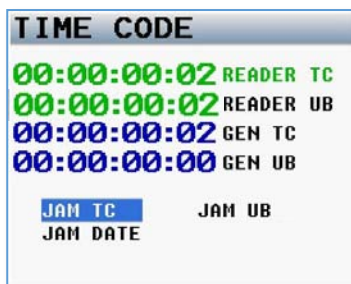 TIME CODE
00:00:00:02 READER TC
00:00:00:02 READER UB
00:00:00:02 GEN TC
00:00:00:00 GEN UB
JAM TC JAM UB
JAM DATE